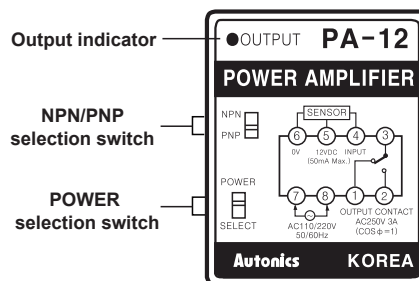 Output indicator
OUTPUT PA-12
POWER AMPLIFIER
NPN/PNP
selection switch
NPN
PNP
SENSOR
6 5 4 3
0V 12VDC INPUT
(50mA Max.)
POWER
selection switch
POWER
SELECT
7 8 1 2
AC110/220V
50/60Hz
OUTPUT CONTACT
AC250V 3A
(COSϕ=1)
Autonics KOREA